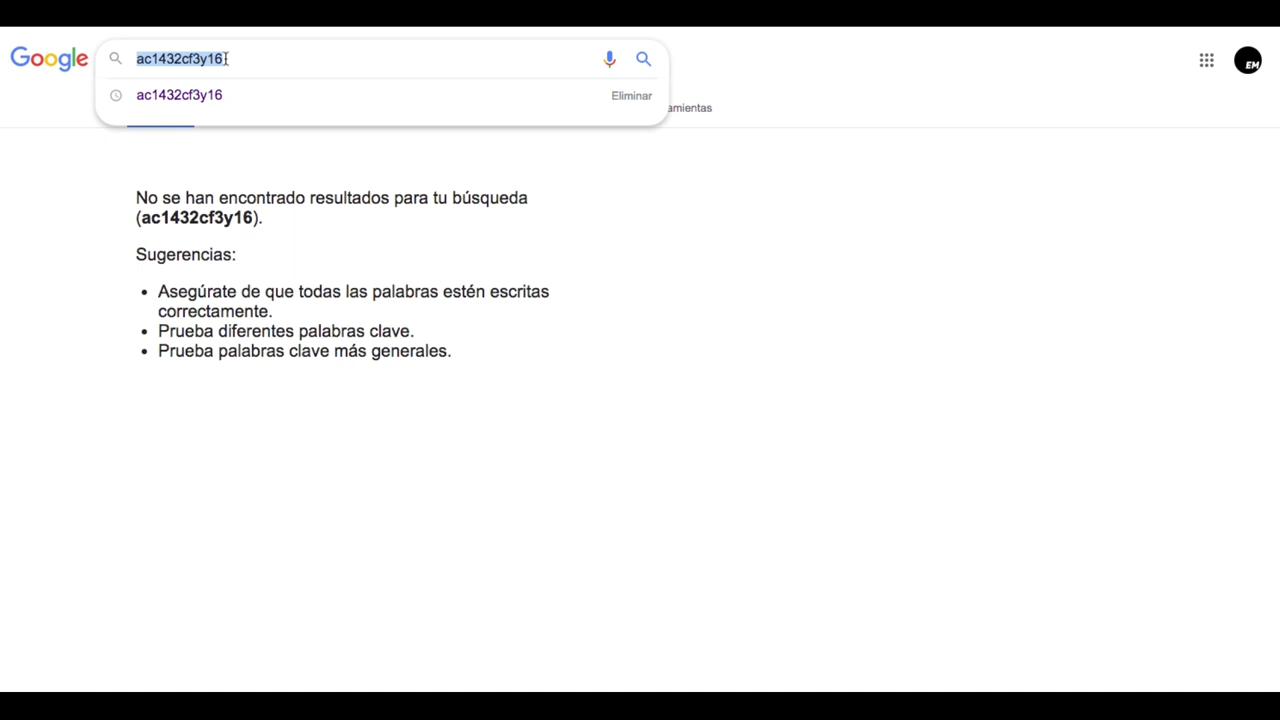 Google
ac1432cf3y16
ac1432cf3y16 Eliminar
amientas
EM
No se han encontrado resultados para tu búsqueda
(ac1432cf3y16).
Sugerencias:
• Asegúrate de que todas las palabras estén escritas
correctamente.
• Prueba diferentes palabras clave.
• Prueba palabras clave más generales.